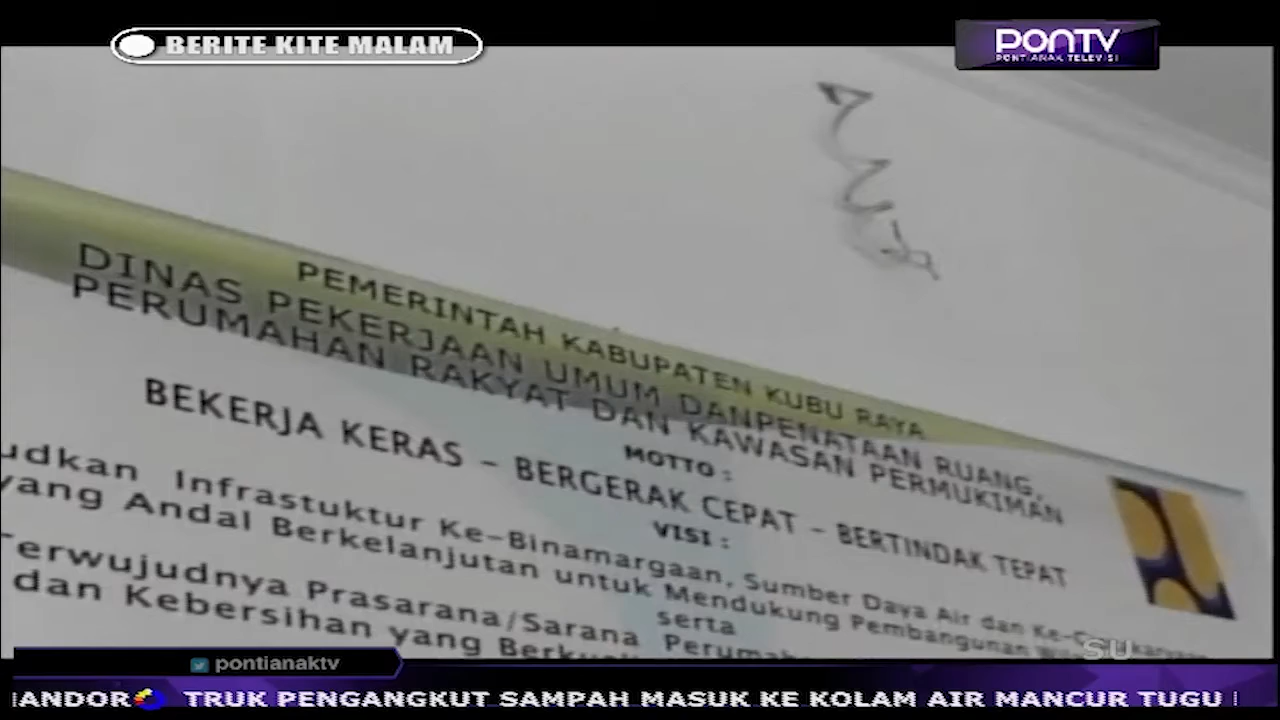 BERITE KITE MALAM
PONTV
PONTIANAK TELEVISI
PEMERINTAH KABUPATEN KUBU RAYA
DINAS PEKERJAAN UMUM DANPENATAAN RUANG,
PERUMAHAN RAKYAT DAN KAWASAN PERMUKIMAN
MOTTO :
BEKERJA KERAS - BERGERAK CEPAT - BERTINDAK TEPAT
VISI :
udkan Infrastuktur Ke-Binamargaan, Sumber Daya Air dan
yang Andal Berkelanjutan untuk Mendukung Pembangunan
serta
Terwujudnya Prasarana/Sarana
dan Kebersihan yang
SU
pontianaktv
ANDOR TRUK PENGANGKUT SAMPAH MASUK KE KOLAM AIR MANCUR TUGU